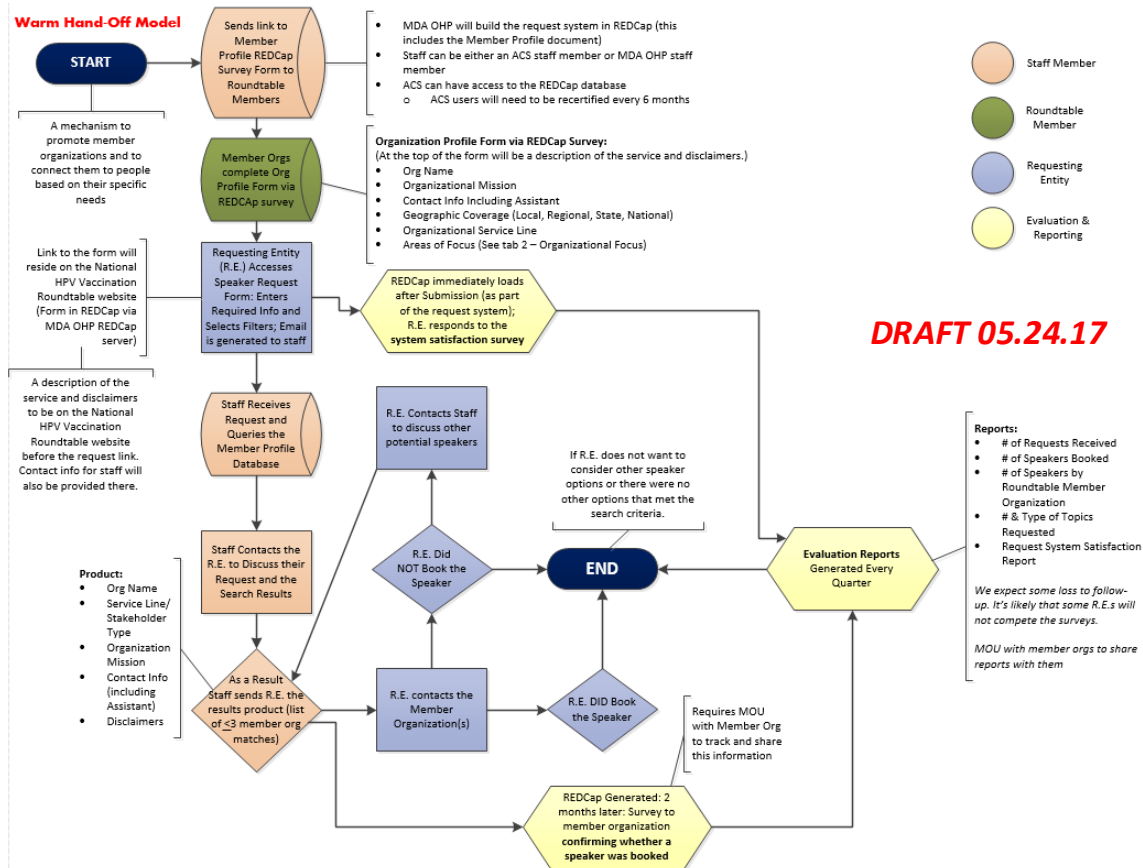 Warm Hand-Off Model
START
A mechanism to
promote member
organizations and to
connect them to people
based on their specific
needs
Sends link to
Member
Profile REDCap
Survey Form to
Roundtable
Members
• MDA OHP will build the request system in REDCap (this
includes the Member Profile document)
• Staff can be either an ACS staff member or MDA OHP staff
member
• ACS can have access to the REDCap database
o ACS users will need to be recertified every 6 months
Staff Member
Roundtable
Member
Requesting
Entity
Evaluation &
Reporting
Member Orgs
complete Org
Profile Form via
REDCAp survey
Organization Profile Form via REDCap Survey:
(At the top of the form will be a description of the service and disclaimers.)
• Org Name
• Organizational Mission
• Contact Info Including Assistant
• Geographic Coverage (Local, Regional, State, National)
• Organizational Service Line
• Areas of Focus (See tab 2 – Organizational Focus)
Link to the form will
reside on the National
HPV Vaccination
Roundtable website
(Form in REDCap via
MDA OHP REDCap
server)
Requesting Entity
(R.E.) Accesses
Speaker Request
Form: Enters
Required Info and
Selects Filters; Email
is generated to staff
REDCap immediately loads
after Submission (as part
of the request system);
R.E. responds to the
system satisfaction survey
DRAFT 05.24.17
A description of the
service and disclaimers
to be on the National
HPV Vaccination
Roundtable website
before the request link.
Contact info for staff will
also be provided there.
Staff Receives
Request and
Queries the
Member Profile
Database
R.E. Contacts Staff
to discuss other
potential speakers
If R.E. does not want to
consider other speaker
options or there were no
no other options that met the
search criteria.
Reports:
• # of Requests Received
• # of Speakers Booked
• # of Speakers by
Roundtable Member
Organization
• # & Type of Topics
Requested
• Request System Satisfaction
Report
We expect some loss to follow-
up. It's likely that some R.E.s will
not compete the surveys.
MOU with member orgs to share
reports with them
Staff Contacts the
R.E. to Discuss their
Request and the
Search Results
R.E. Did
NOT Book the
Speaker
END
Evaluation Reports
Generated Every
Quarter
Product:
• Org Name
• Service Line/
Stakeholder
Type
• Organization
Mission
• Contact Info
(including
Assistant)
• Disclaimers
As a Result
Staff sends R.E. the
results product (list
of <3 member org
matches)
R.E. contacts the
Member
Organization(s)
R.E. DID Book
the Speaker
Requires MOU
with Member Org
to track and share
this information
REDCap Generated: 2
months later: Survey to
member organization
confirming whether a
speaker was booked